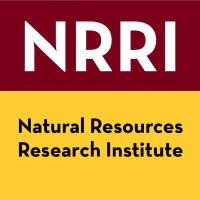 NRRI
Natural Resources
Research Institute